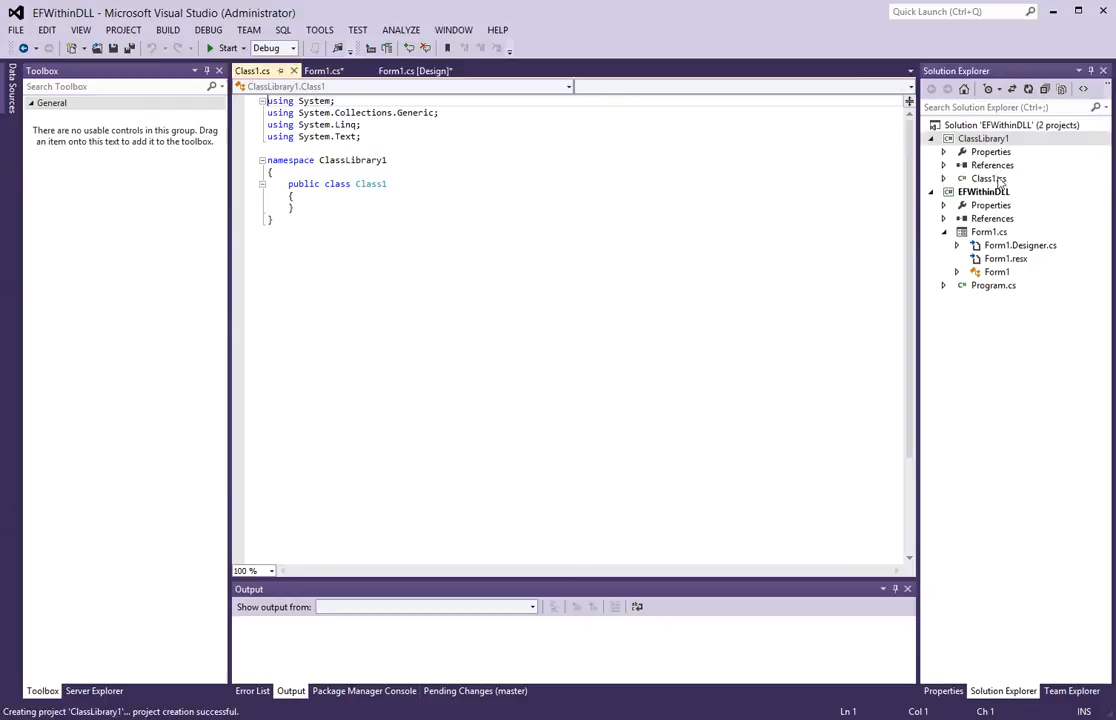 EFWithinDLL - Microsoft Visual Studio (Administrator)
Quick Launch (Ctrl+Q)
FILE EDIT VIEW PROJECT BUILD DEBUG TEAM SQL TOOLS TEST ANALYZE WINDOW HELP
Start Debug
Data Sources
Toolbox
Search Toolbox
General
There are no usable controls in this group. Drag
an item onto this text to add it to the toolbox.
Class1.cs Form1.cs* Form1.cs [Design]*
ClassLibrary1.Class1
using System;
using System.Collections.Generic;
using System.Linq;
using System.Text;
namespace ClassLibrary1
{
public class Class1
{
}
}
100 %
Output
Show output from:
Solution Explorer
Search Solution Explorer (Ctrl+;)
Solution 'EFWithinDLL' (2 projects)
ClassLibrary1
Properties
References
Class1.cs
EFWithinDLL
Properties
References
Form1.cs
Form1.Designer.cs
Form1.resx
Form1
Program.cs
Toolbox Server Explorer
Error List Output Package Manager Console Pending Changes (master)
Properties Solution Explorer Team Explorer
Creating project 'ClassLibrary1'... project creation successful.
Ln 1 Col 1 Ch 1 INS